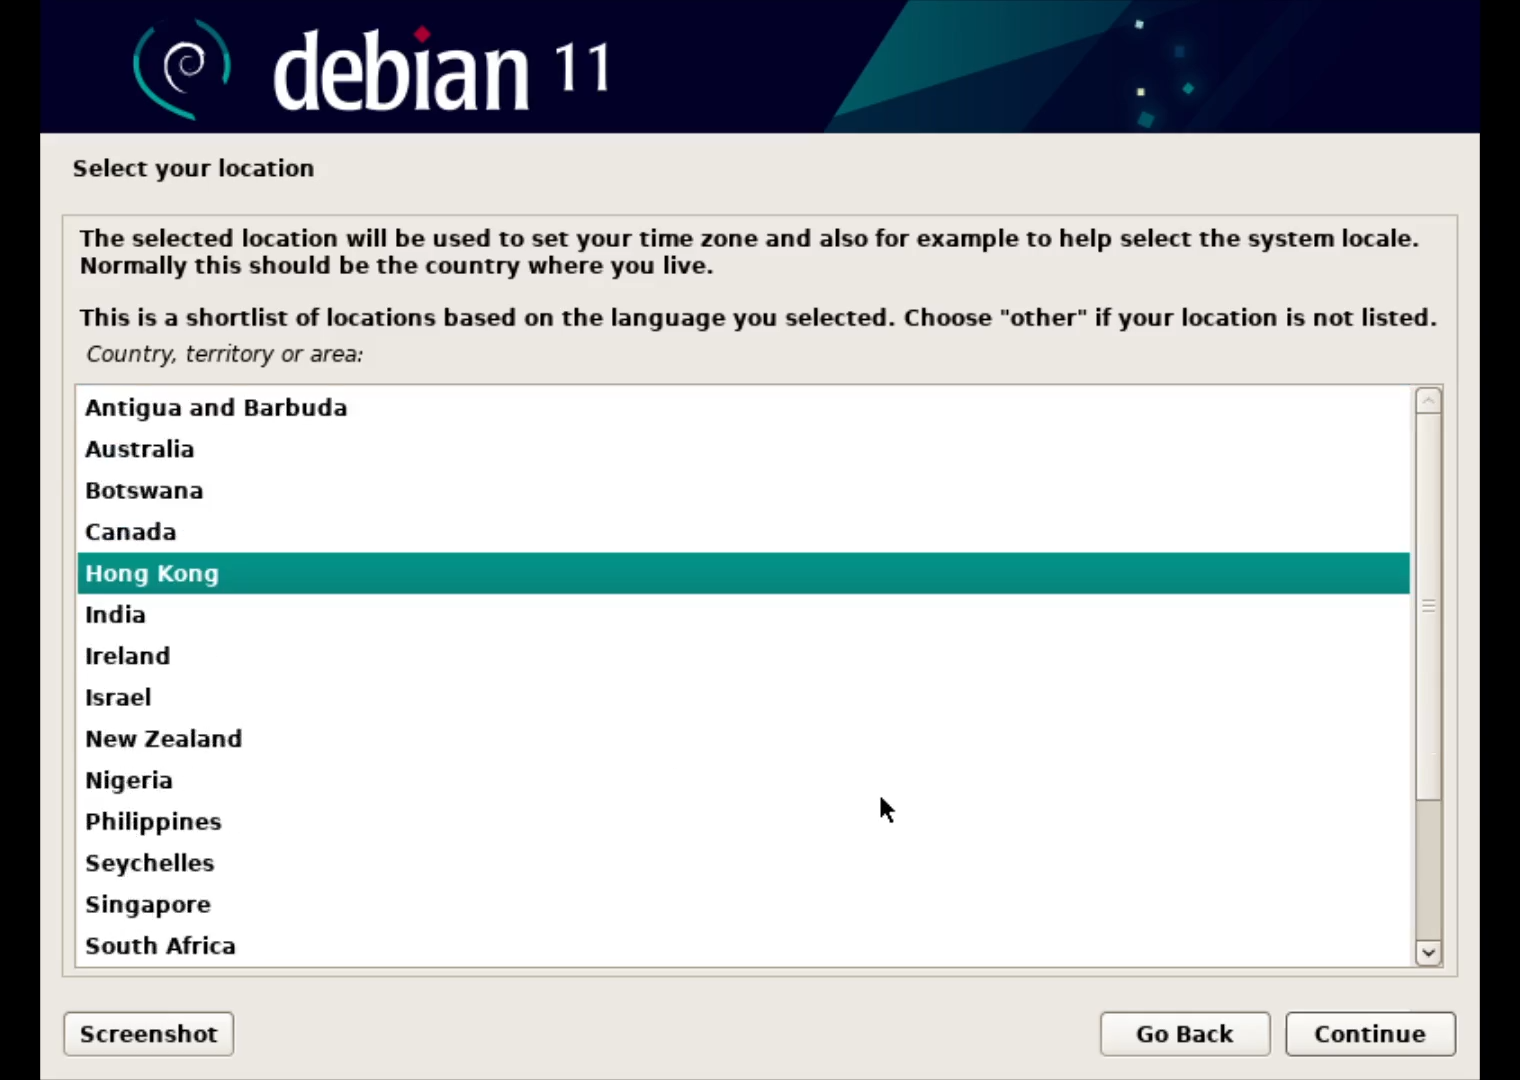 debian 11
Select your location
The selected location will be used to set your time zone and also for example to help select the system locale.
Normally this should be the country where you live.
This is a shortlist of locations based on the language you selected. Choose "other" if your location is not listed.
Country, territory or area:
Antigua and Barbuda
Australia
Botswana
Canada
Hong Kong
India
Ireland
Israel
New Zealand
Nigeria
Philippines
Seychelles
Singapore
South Africa
Screenshot
Go Back
Continue